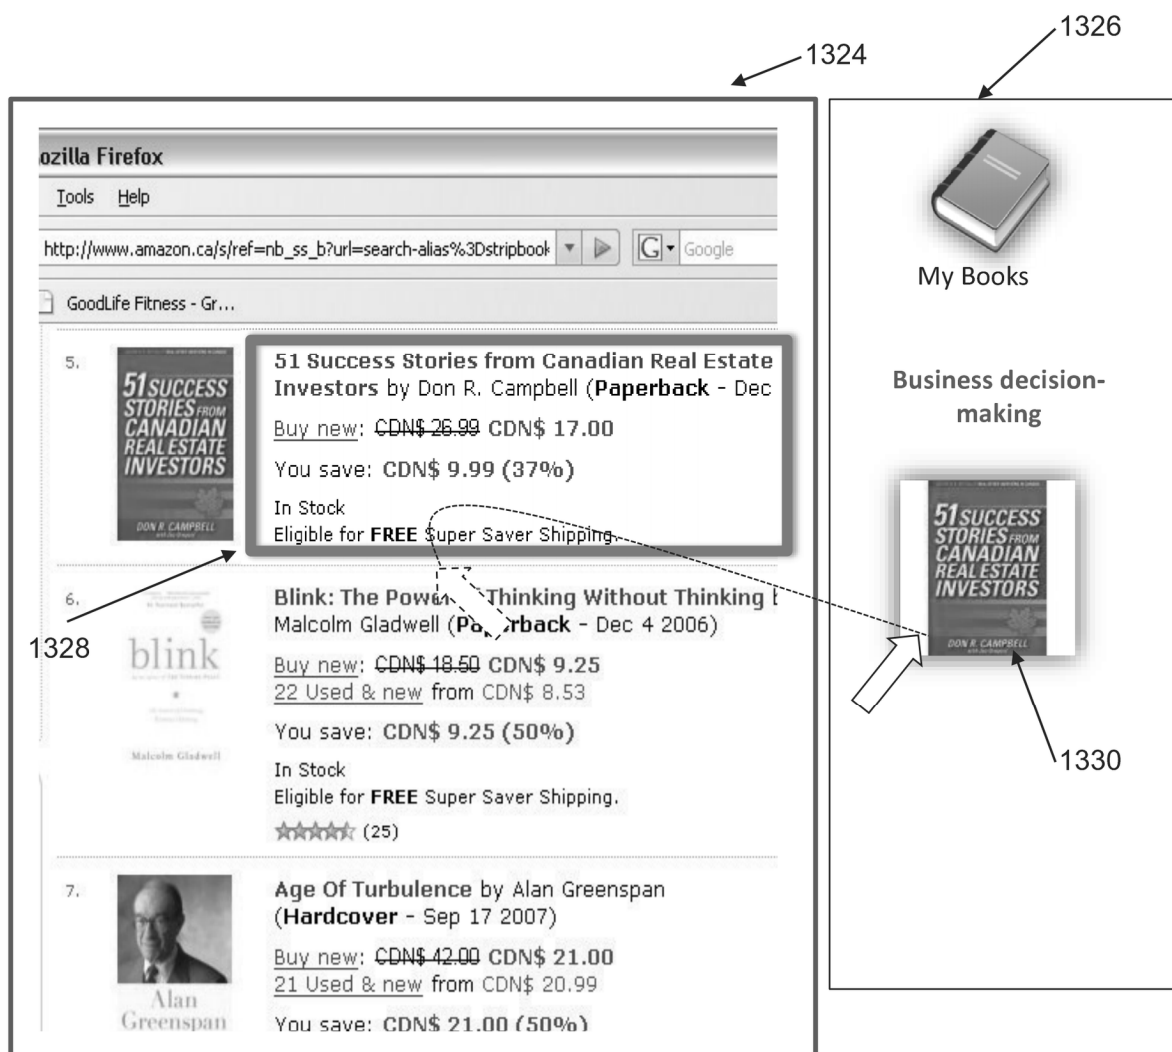 1324
1326
ozilla Firefox
Tools Help
http://www.amazon.ca/s/ref=nb_ss_b?url=search-alias%3Dstripbook
G Google
GoodLife Fitness - Gr...
5.
51 SUCCESS
STORIES FROM
CANADIAN
REAL ESTATE
INVESTORS
DON R. CAMPBELL
51 Success Stories from Canadian Real Estate
Investors by Don R. Campbell (Paperback - Dec
Buy new: CDN$ 26.99 CDN$ 17.00
You save: CDN$ 9.99 (37%)
In Stock
Eligible for FREE Super Saver Shipping.
1328
6.
blink
Malcolm Gladwell
Blink: The Power Thinking Without Thinking
Malcolm Gladwell (Paperback - Dec 4 2006)
Buy new: CDN$ 18.50 CDN$ 9.25
22 Used & new from CDN$ 8.53
You save: CDN$ 9.25 (50%)
In Stock
Eligible for FREE Super Saver Shipping.
(25)
7.
Alan
Greenspan
Age Of Turbulence by Alan Greenspan
(Hardcover - Sep 17 2007)
Buy new: CDN$ 42.00 CDN$ 21.00
21 Used & new from CDN$ 20.99
You save: CDN$ 21.00 (50%)
My Books
Business decision-
making
51 SUCCESS
STORIES FROM
CANADIAN
REAL ESTATE
INVESTORS
DON R. CAMPBELL
1330